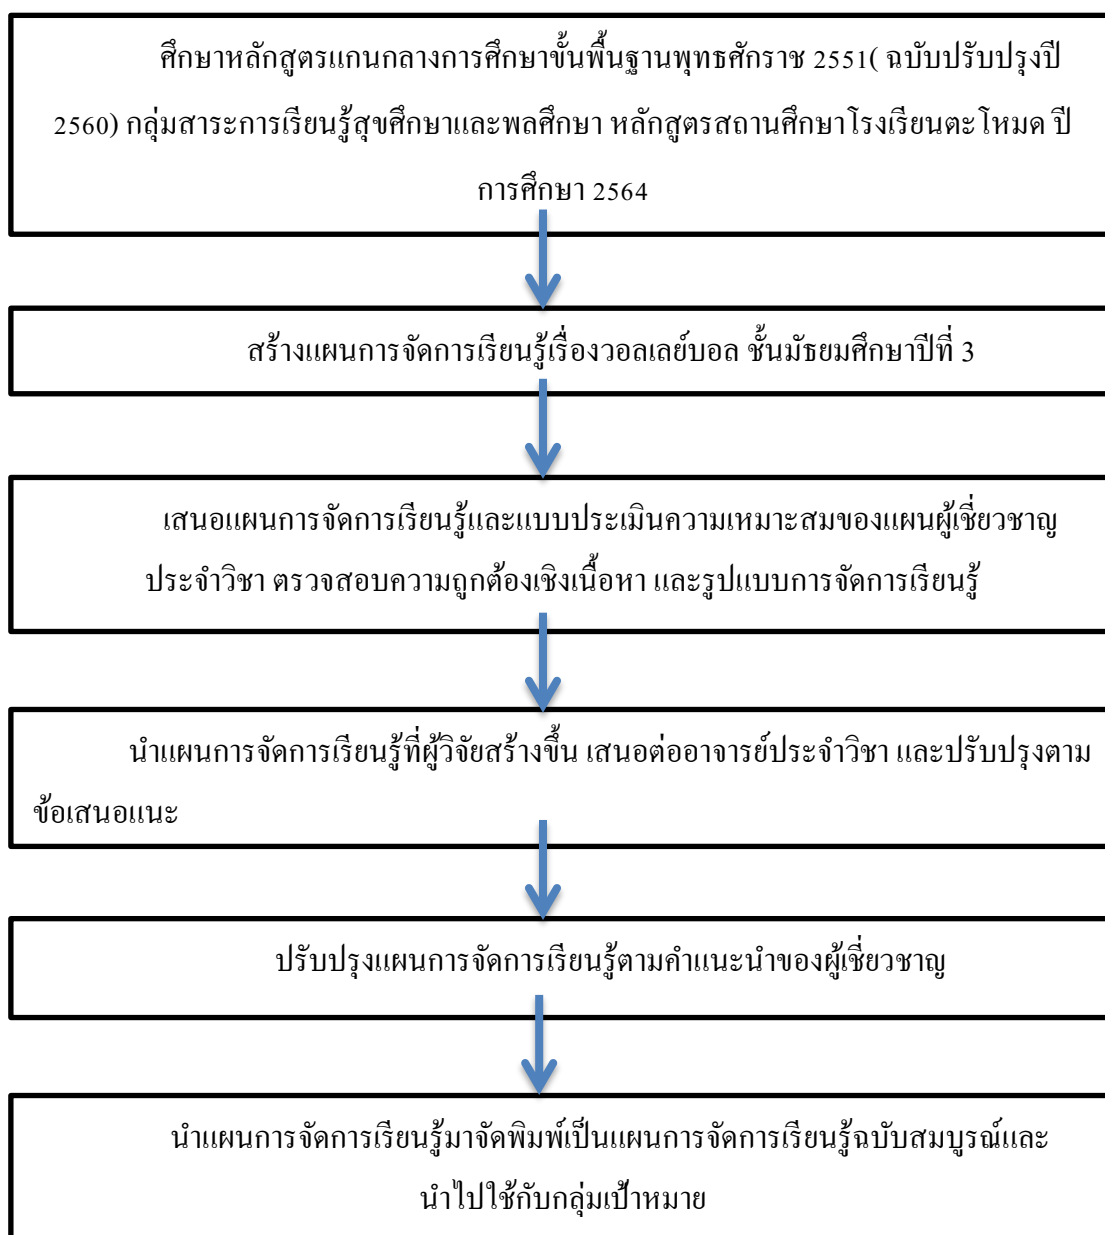 ศึกษาหลักสูตรแกนกลางการศึกษาขั้นพื้นฐานพุทธศักราช 2551( ฉบับปรับปรุงปี
2560) กลุ่มสาระการเรียนรู้สุขศึกษาและพลศึกษา หลักสูตรสถานศึกษาโรงเรียนตะโหมด ปี
การศึกษา 2564
สร้างแผนการจัดการเรียนรู้เรื่องวอลเลย์บอล ชั้นมัธยมศึกษาปีที่ 3
เสนอแผนการจัดการเรียนรู้และแบบประเมินความเหมาะสมของแผนผู้เชี่ยวชาญ
ประจำวิชา ตรวจสอบความถูกต้องเชิงเนื้อหา และรูปแบบการจัดการเรียนรู้
นำแผนการจัดการเรียนรู้ที่ผู้วิจัยสร้างขึ้น เสนอต่ออาจารย์ประจำวิชา และปรับปรุงตาม
ข้อเสนอแนะ
ปรับปรุงแผนการจัดการเรียนรู้ตามคำแนะนำของผู้เชี่ยวชาญ
นำแผนการจัดการเรียนรู้มาจัดพิมพ์เป็นแผนการจัดการเรียนรู้ฉบับสมบูรณ์และ
นำไปใช้กับกลุ่มเป้าหมาย